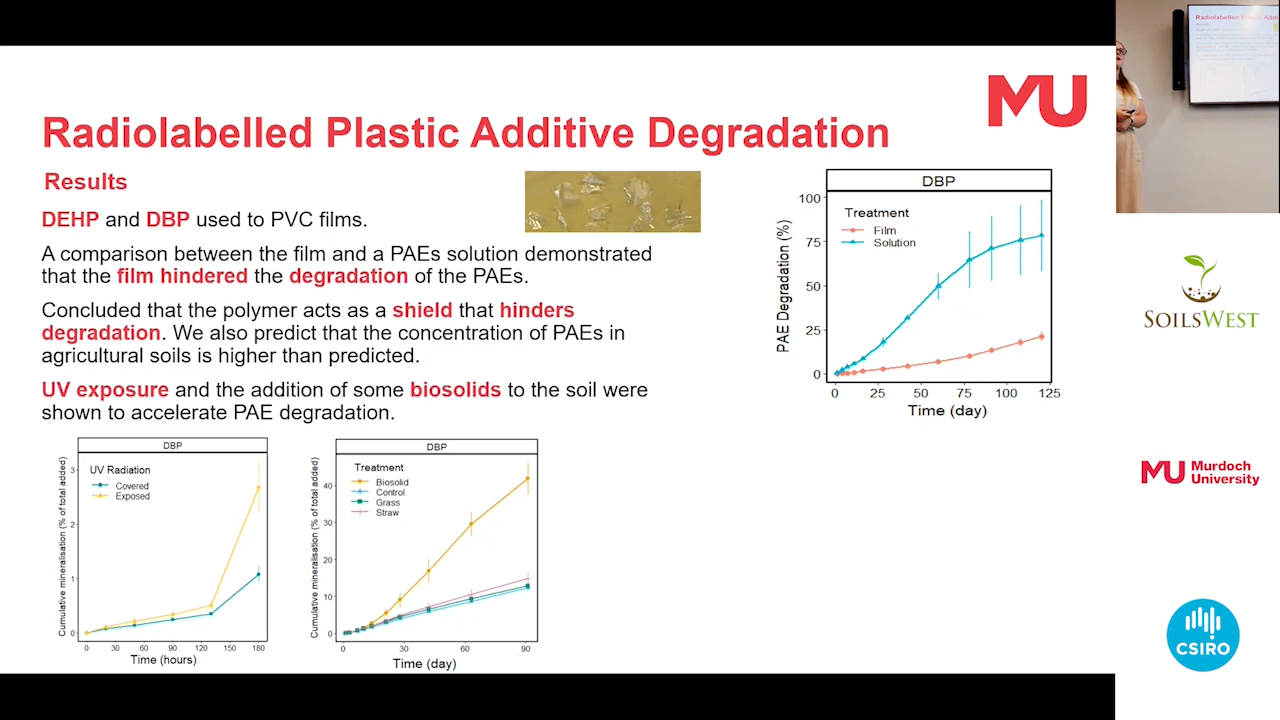 MU
Radiolabelled Plastic Additive Degradation
Results
DEHP and DBP used to PVC films.
A comparison between the film and a PAEs solution demonstrated
that the film hindered the degradation of the PAEs.
Concluded that the polymer acts as a shield that hinders
degradation. We also predict that the concentration of PAEs in
agricultural soils is higher than predicted.
UV exposure and the addition of some biosolids to the soil were
shown to accelerate PAE degradation.
DBP
Treatment
Film
Solution
PAE Degradation (%)
100
75
50
25
0
0 25 50 75 100 125
Time (day)
DBP
UV Radiation
Covered
Exposed
Cumulative mineralisation (% of total added)
3
2
1
0
0 30 60 90 120 150 180
Time (hours)
DBP
Treatment
Biosolid
Control
Grass
Straw
Cumulative mineralisation (% of total added)
40
30
20
10
0
0 30 60 90
Time (day)
SOILSWEST
MU Murdoch
University
CSIRO